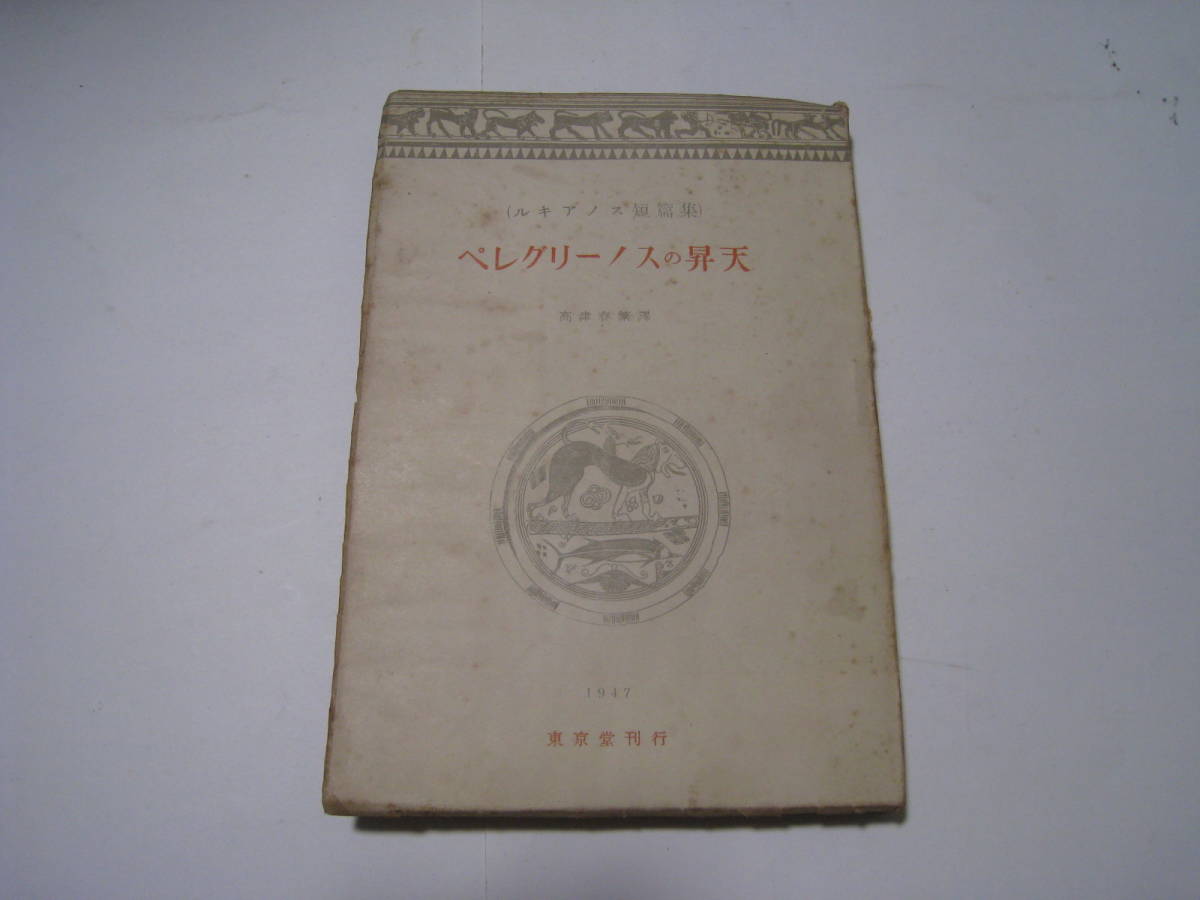 (ルキアノス短篇集)
ペレグリーノスの昇天
高津春繁譯
1947
東京堂刊行